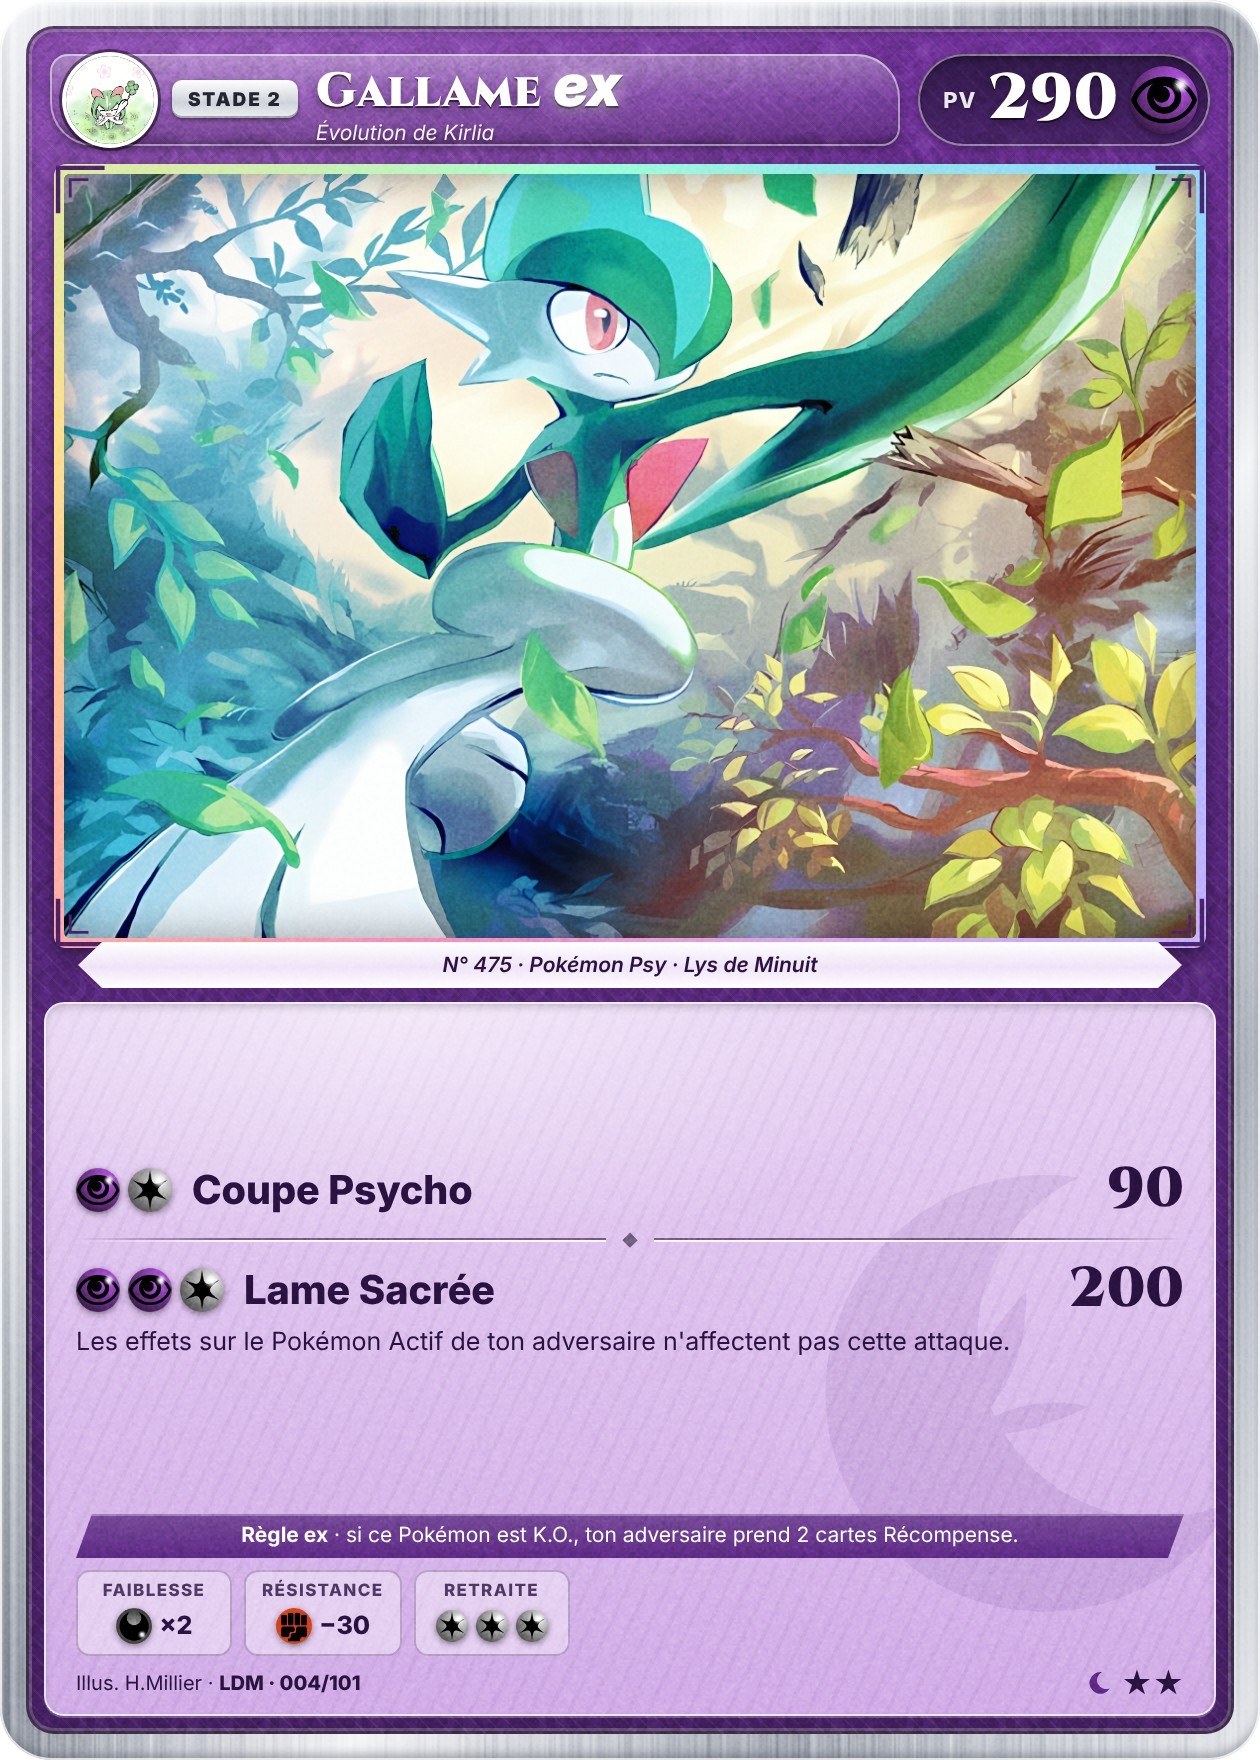 STADE 2
GALLAME ex
Évolution de Kirlia
PV 290
N° 475 · Pokémon Psy · Lys de Minuit
Coupe Psycho 90
Lame Sacrée 200
Les effets sur le Pokémon Actif de ton adversaire n'affectent pas cette attaque.
Règle ex · si ce Pokémon est K.O., ton adversaire prend 2 cartes Récompense.
FAIBLESSE RÉSISTANCE RETRAITE
×2 −30
Illus. H.Millier · LDM · 004/101